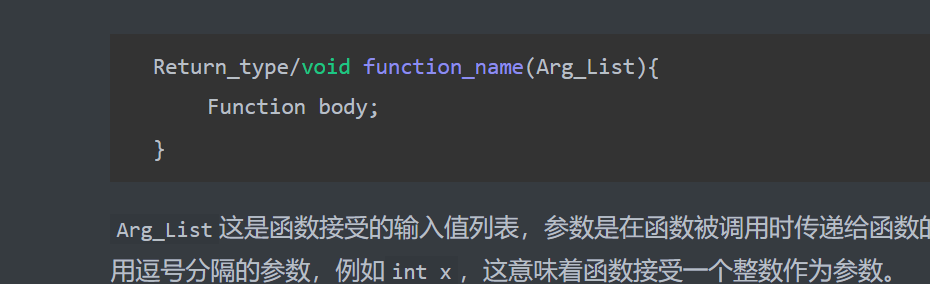 Return_type/void function_name(Arg_List){
Function body;
}
Arg_List 这是函数接受的输入值列表，参数是在函数被调用时传递给函数的
用逗号分隔的参数，例如 int x ，这意味着函数接受一个整数作为参数。